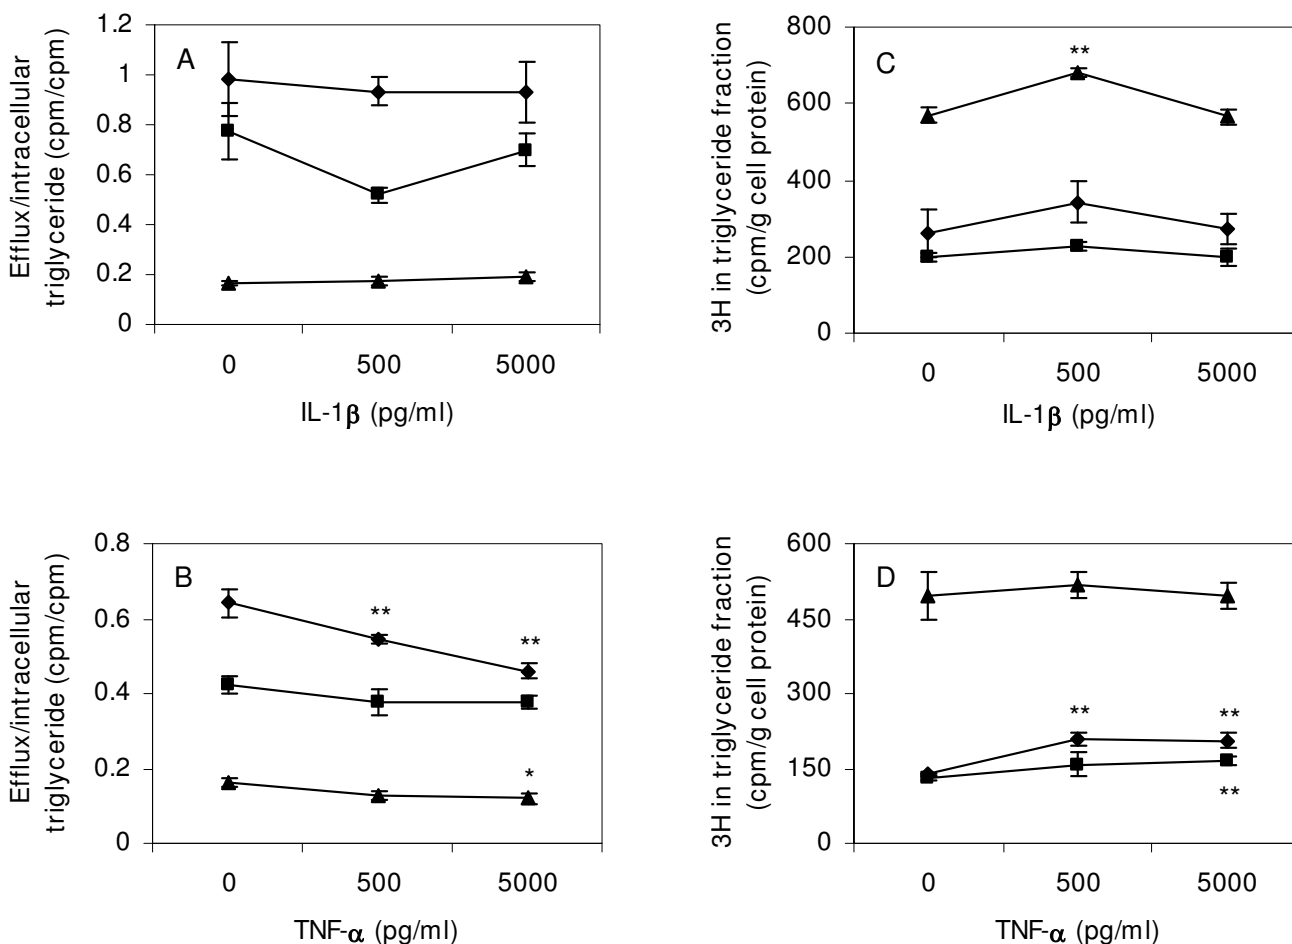 A
Efflux/intracellular
triglyceride (cpm/cpm)
1.2
1
0.8
0.6
0.4
0.2
0
0 500 5000
IL-1β (pg/ml)
C
3H in triglyceride fraction
(cpm/g cell protein)
800
600
400
200
0
**
0 500 5000
IL-1β (pg/ml)
B
Efflux/intracellular
triglyceride (cpm/cpm)
0.8
0.6
0.4
0.2
0
**
**
*
0 500 5000
TNF-α (pg/ml)
D
3H in triglyceride fraction
(cpm/g cell protein)
600
450
300
150
0
** **
**
0 500 5000
TNF-α (pg/ml)